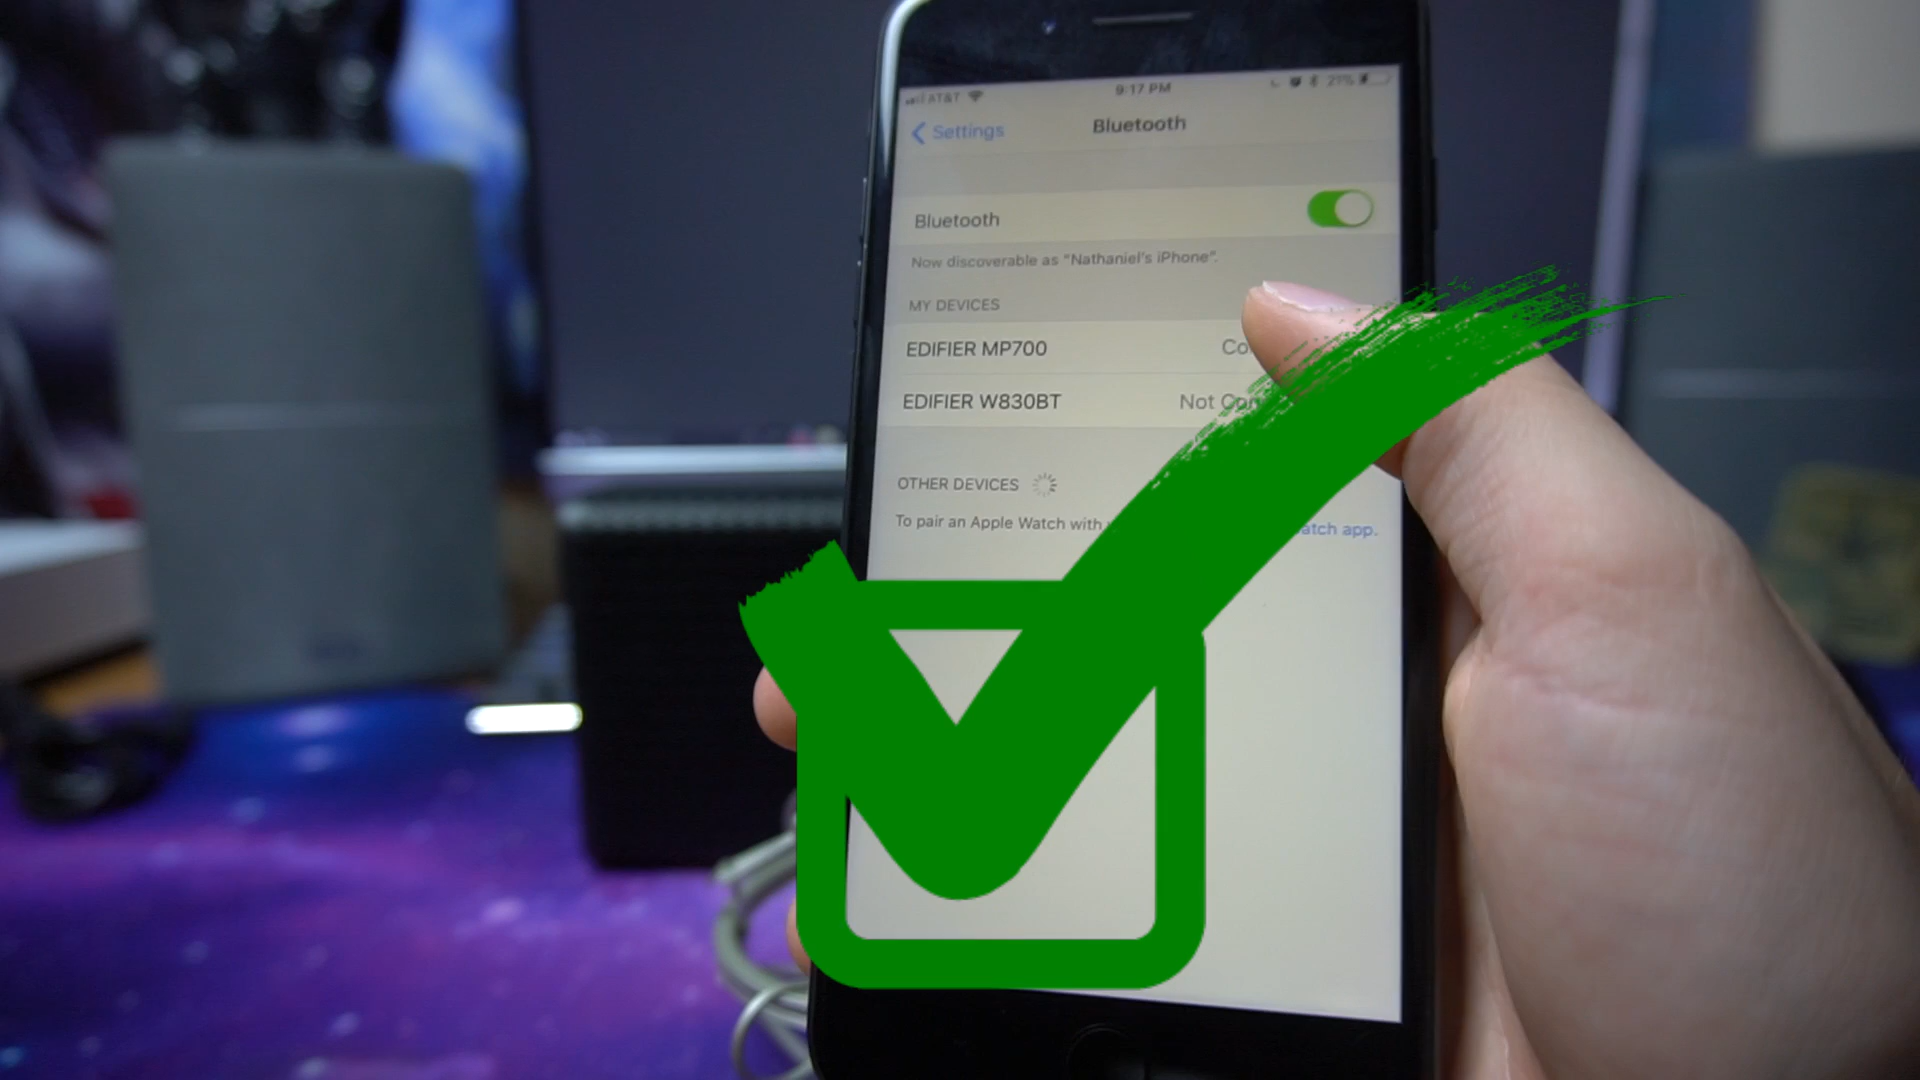 AT&T 9:17 PM 21%
Settings Bluetooth
Bluetooth
Now discoverable as “Nathaniel’s iPhone”.
MY DEVICES
EDIFIER MP700
EDIFIER W830BT Not
OTHER DEVICES
To pair an Apple Watch with app.